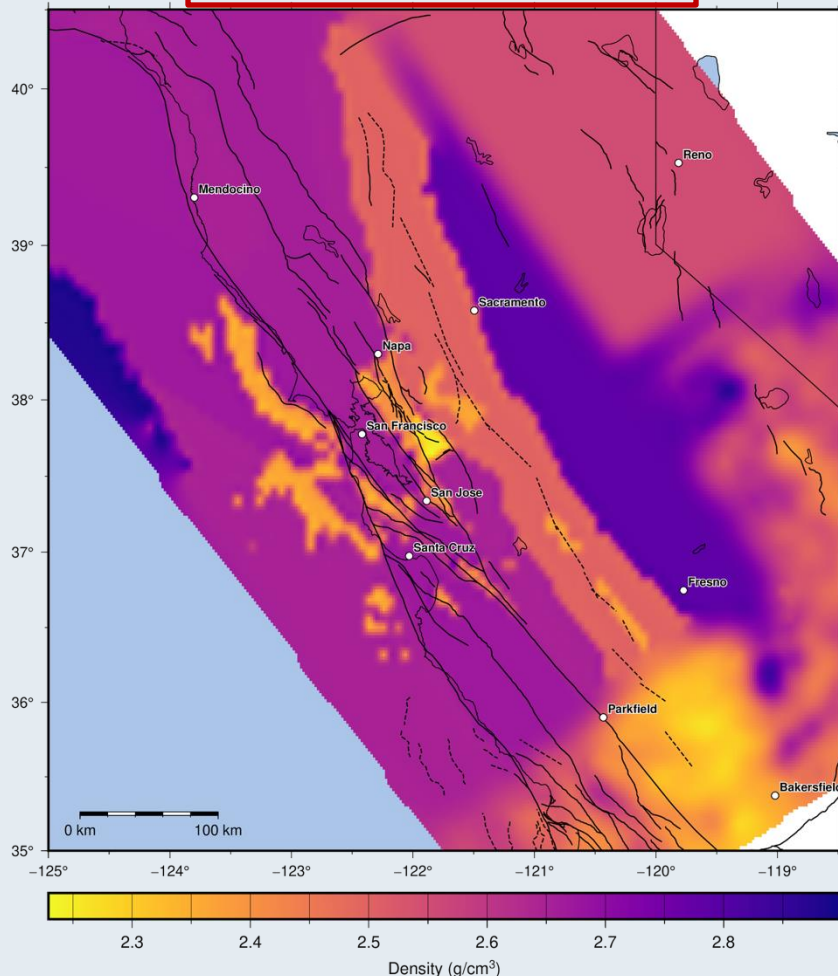 40°
Reno
Mendocino
39°
Sacramento
Napa
38°
San Francisco
San Jose
37°
Santa Cruz
Fresno
36°
Parkfield
Bakersfield
0 km 100 km
35°
−125° −124° −123° −122° −121° −120° −119°
2.3 2.4 2.5 2.6 2.7 2.8
Density (g/cm³)